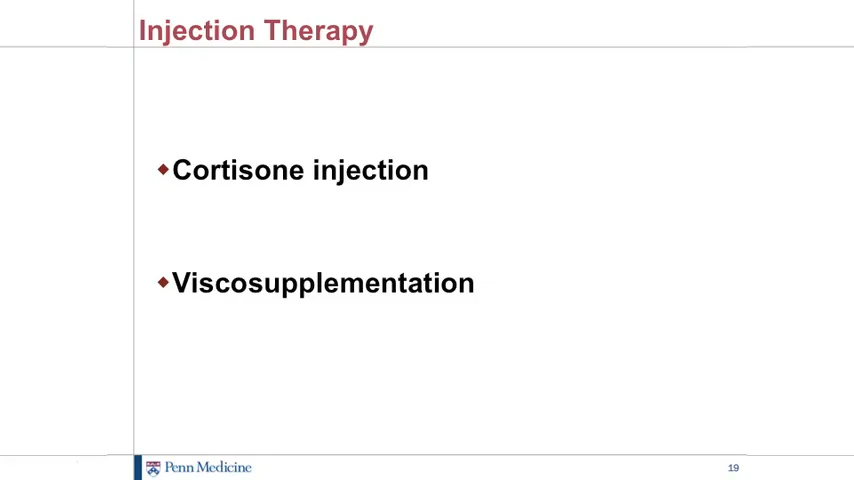 Injection Therapy
Cortisone injection
Viscosupplementation
Penn Medicine
19